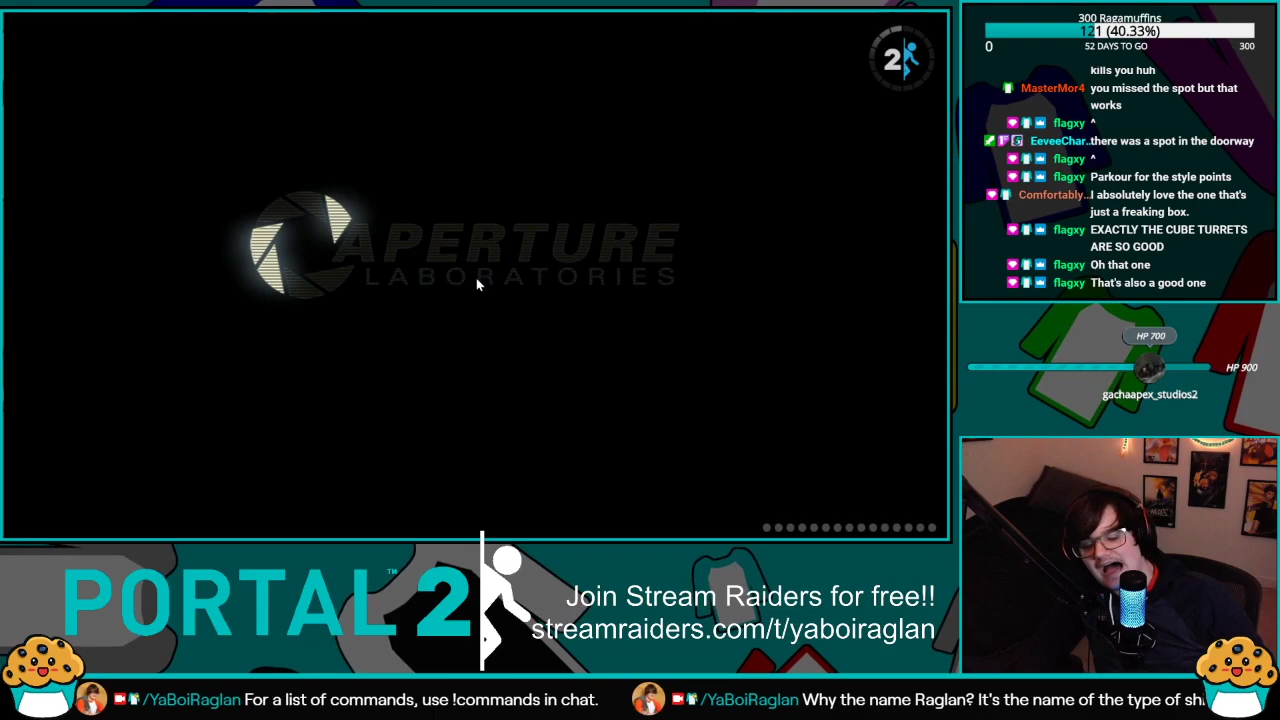 2
APERTURE
LABORATORIES
300 Ragamuffins
121 (40.33%)
0 52 DAYS TO GO 300
kills you huh
MasterMor4 you missed the spot but that
works
flagxy ^
EeveeChar.. there was a spot in the doorway
flagxy ^
flagxy Parkour for the style points
Comfortably... I absolutely love the one that's
just a freaking box.
flagxy EXACTLY THE CUBE TURRETS
ARE SO GOOD
flagxy Oh that one
flagxy That's also a good one
HP 700
HP 900
gachaapex_studios2
PORTAL™ 2
Join Stream Raiders for free!!
streamraiders.com/t/yaboiraglan
/YaBoiRaglan For a list of commands, use !commands in chat. /YaBoiRaglan Why the name Raglan? It's the name of the type of shi